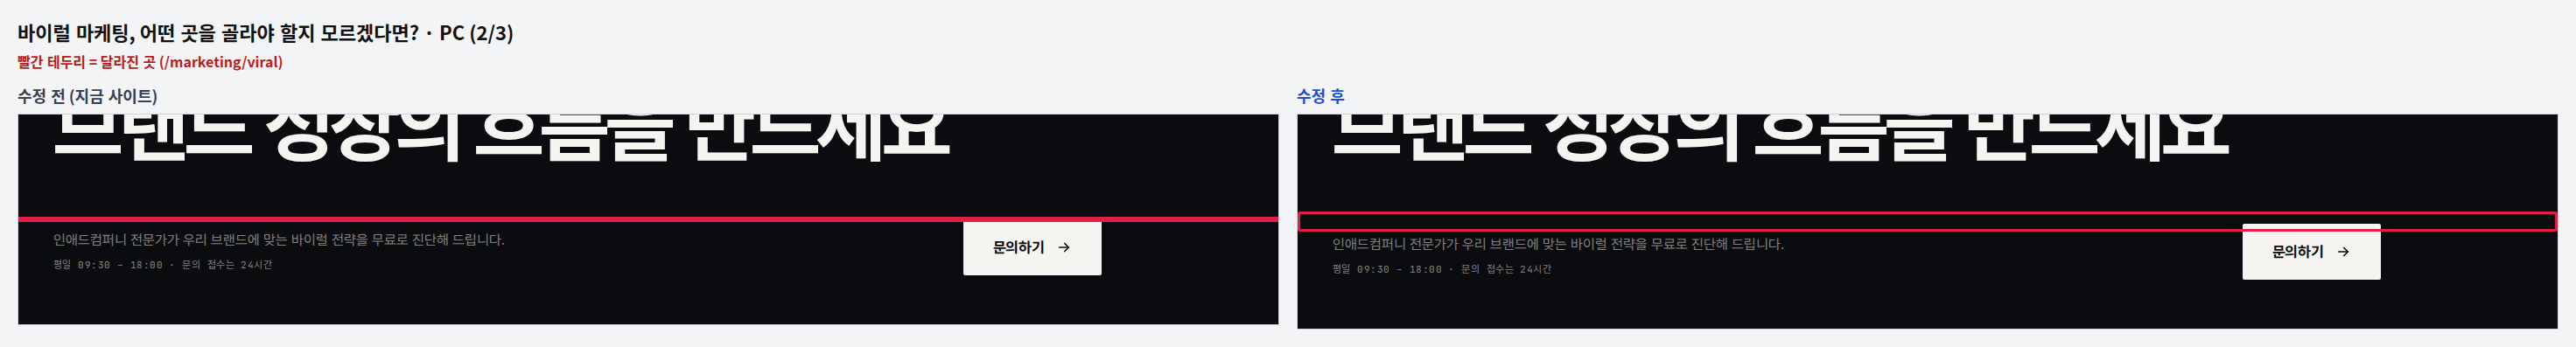 바이럴 마케팅, 어떤 곳을 골라야 할지 모르겠다면? · PC (2/3)
빨간 테두리 = 달라진 곳 (/marketing/viral)
수정 전 (지금 사이트)
브랜드 성장의 흐름을 만드세요
인애드컴퍼니 전문가가 우리 브랜드에 맞는 바이럴 전략을 무료로 진단해 드립니다.
평일 09:30 – 18:00 · 문의 접수는 24시간
문의하기 →
수정 후
브랜드 성장의 흐름을 만드세요
인애드컴퍼니 전문가가 우리 브랜드에 맞는 바이럴 전략을 무료로 진단해 드립니다.
평일 09:30 – 18:00 · 문의 접수는 24시간
문의하기 →